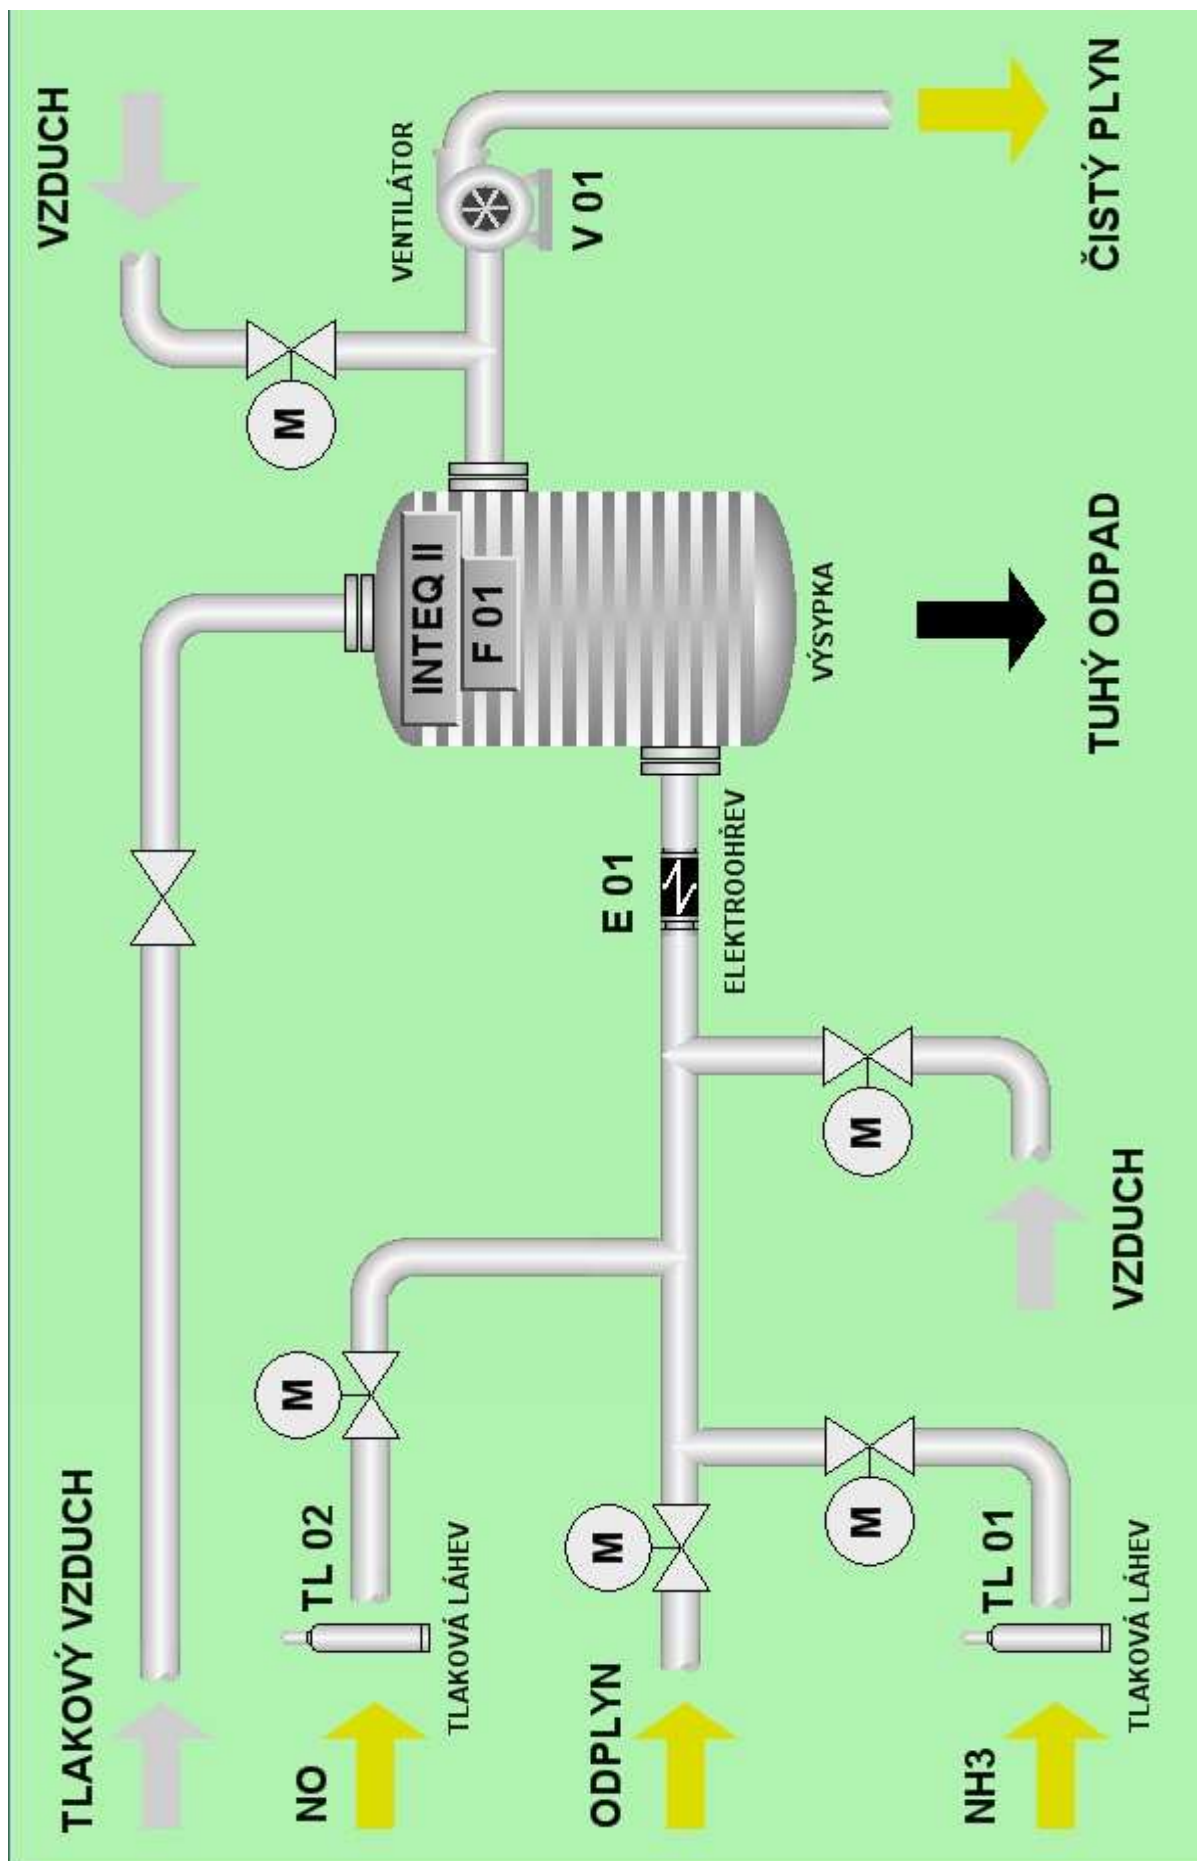 TLAKOVÝ VZDUCH
VZDUCH
NO
TL 02
TLAKOVÁ LÁHEV
M
M
VENTILÁTOR
V 01
INTEQ II
F 01
ODPLYN
M
E 01
ELEKTROOHŘEV
VÝSYPKA
NH3
TL 01
TLAKOVÁ LÁHEV
M
M
VZDUCH
TUHÝ ODPAD
ČISTÝ PLYN